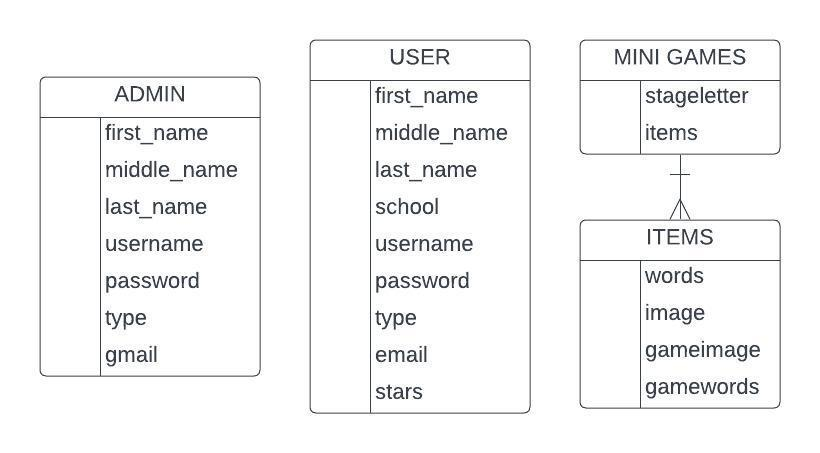 ADMIN
first_name
middle_name
last_name
username
password
type
gmail
USER
first_name
middle_name
last_name
school
username
password
type
email
stars
MINI GAMES
stageletter
items
ITEMS
words
image
gameimage
gamewords